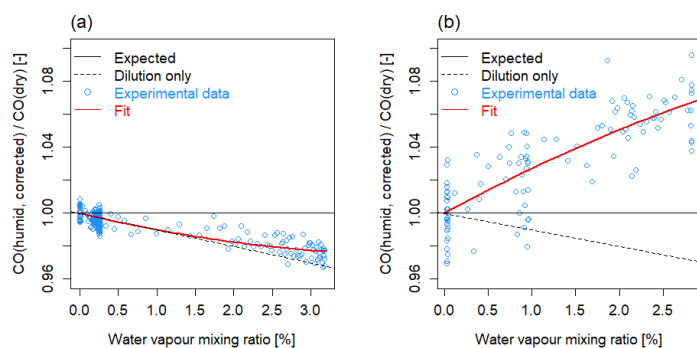 (a)
CO(humid, corrected) / CO(dry) [-]
1.08
1.04
1.00
0.96
Expected
Dilution only
Experimental data
Fit
0.0 0.5 1.0 1.5 2.0 2.5 3.0
Water vapour mixing ratio [%]
(b)
CO(humid, corrected) / CO(dry) [-]
1.08
1.04
1.00
0.96
Expected
Dilution only
Experimental data
Fit
0.0 0.5 1.0 1.5 2.0 2.5
Water vapour mixing ratio [%]